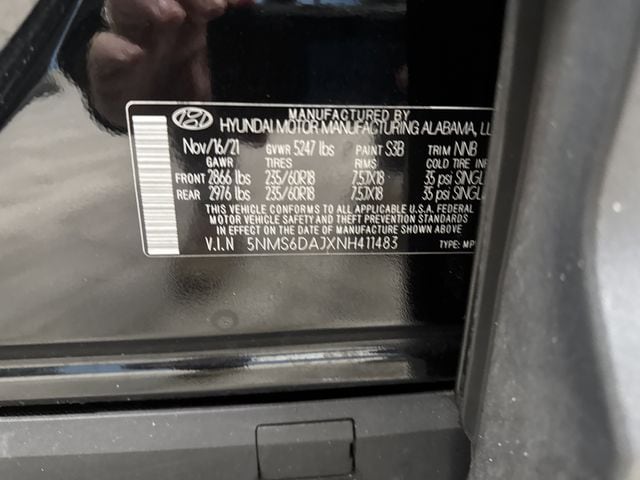 MANUFACTURED BY
HYUNDAI MOTOR MANUFACTURING ALABAMA, LL
Nov/16/21 GVWR 5247 lbs PAINT S3B TRIM NNB
GAWR TIRES RIMS COLD TIRE INF
FRONT 2866 lbs 235/60R18 7.5JX18 35 psi SINGL
REAR 2976 lbs 235/60R18 7.5JX18 35 psi SINGL
THIS VEHICLE CONFORMS TO ALL APPLICABLE U.S.A. FEDERAL
MOTOR VEHICLE SAFETY AND THEFT PREVENTION STANDARDS
IN EFFECT ON THE DATE OF MANUFACTURE SHOWN ABOVE
V.I.N 5NMS6DAJXNH411483 TYPE: MP